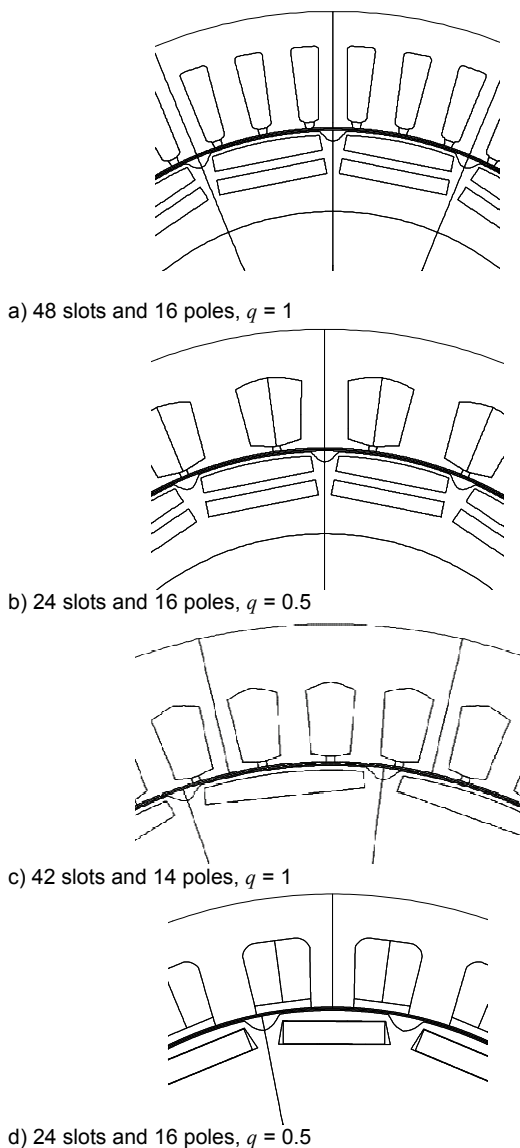 a) 48 slots and 16 poles, q = 1
b) 24 slots and 16 poles, q = 0.5
c) 42 slots and 14 poles, q = 1
d) 24 slots and 16 poles, q = 0.5